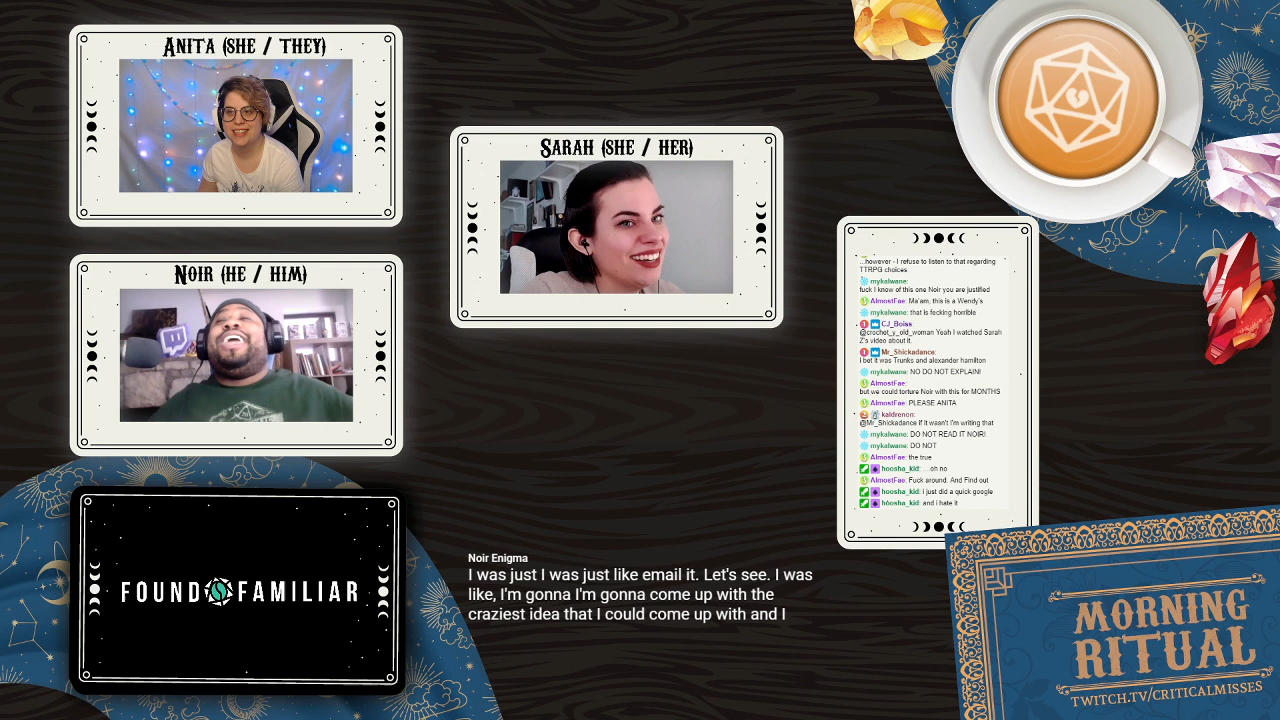 ANITA (SHE / THEY)
NOIR (HE / HIM)
SARAH (SHE / HER)
FOUND FAMILIAR
Noir Enigma
I was just I was just like email it. Let's see. I was
like, I'm gonna I'm gonna come up with the
craziest idea that I could come up with and I
...however - I refuse to listen to that regarding
TTRPG choices
mykalwane:
fuck I know of this one Noir you are justified
AlmostFae: Ma'am, this is a Wendy's
mykalwane: that is fecking horrible
CJ_Boiss
@crochet_y_old_woman Yeah I watched Sarah
Z's video about it.
Mr_Shickadance:
I bet it was Trunks and alexander hamilton
mykalwane: NO DO NOT EXPLAIN!
AlmostFae:
but we could torture Noir with this for MONTHS
AlmostFae: PLEASE ANITA
kaldrenon:
@Mr_Shickadance if it wasn't I'm writing that
mykalwane: DO NOT READ IT NOIR!
mykalwane: DO NOT
AlmostFae: the true
hoosha_kid: ...oh no
AlmostFae: Fuck around. And Find out
hoosha_kid: i just did a quick google
hoosha_kid: and i hate it
MORNING
RITUAL
TWITCH.TV/CRITICALMISSES